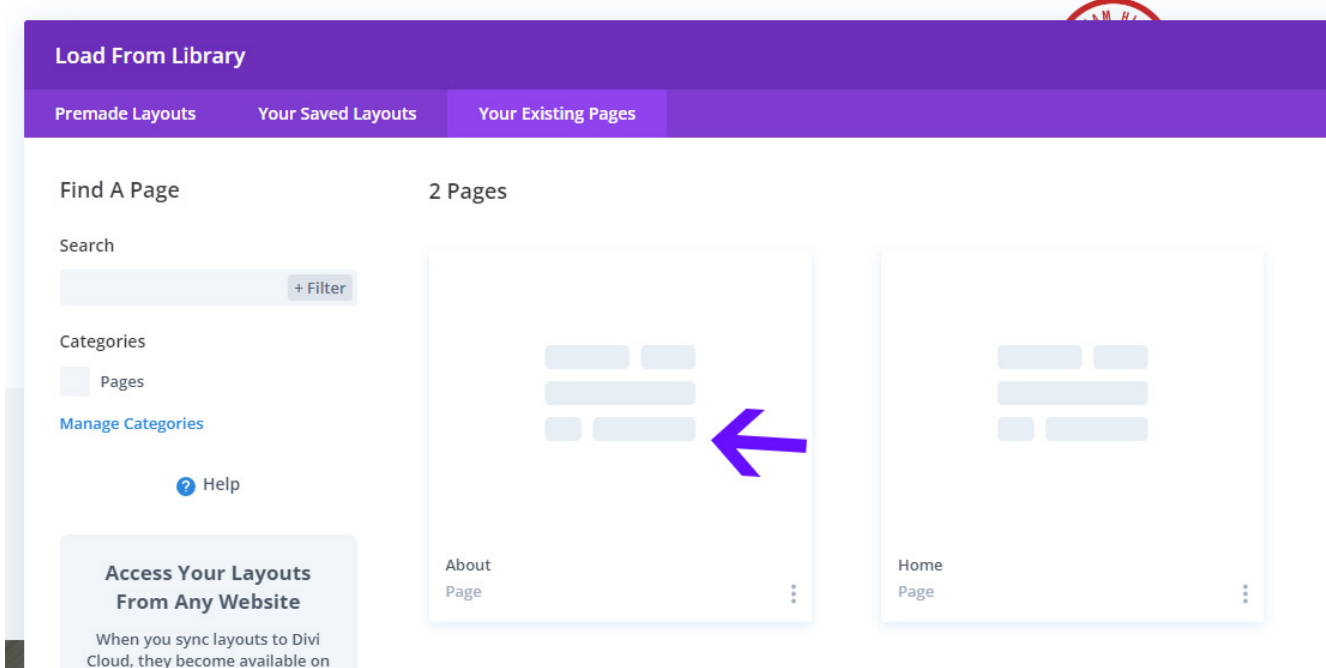 Load From Library
Premade Layouts
Your Saved Layouts
Your Existing Pages
Find A Page
2 Pages
Search
+ Filter
Categories
Pages
Manage Categories
? Help
Access Your Layouts
From Any Website
When you sync layouts to Divi
Cloud, they become available on
About
Page
Home
Page